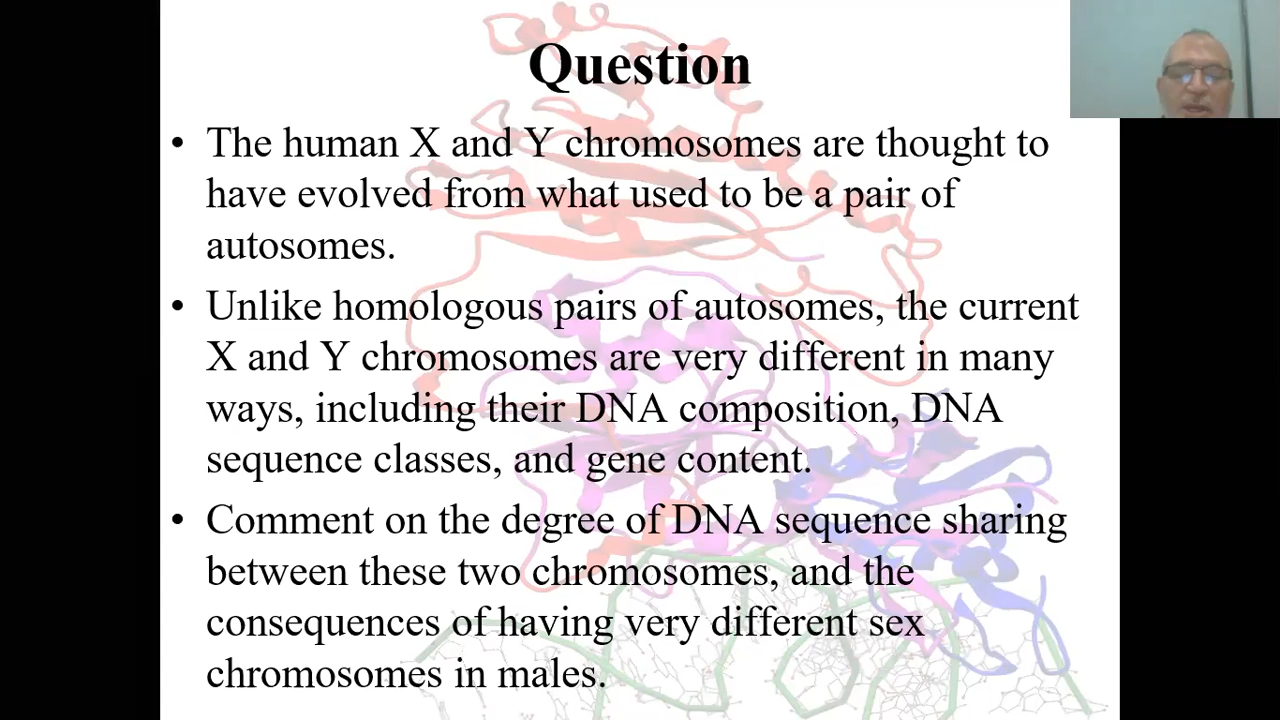 Question
• The human X and Y chromosomes are thought to
have evolved from what used to be a pair of
autosomes.
• Unlike homologous pairs of autosomes, the current
X and Y chromosomes are very different in many
ways, including their DNA composition, DNA
sequence classes, and gene content.
• Comment on the degree of DNA sequence sharing
between these two chromosomes, and the
consequences of having very different sex
chromosomes in males.